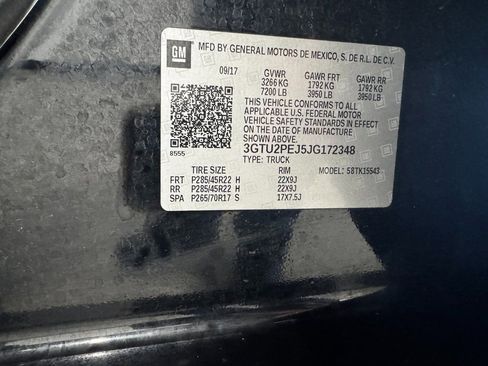 GM
MFD BY GENERAL MOTORS DE MEXICO, S. DE R.L. DE C.V.
09/17 GVWR GAWR FRT GAWR RR
3266 KG 1792 KG 1792 KG
7200 LB 3950 LB 3950 LB
THIS VEHICLE CONFORMS TO ALL
APPLICABLE U.S. FEDERAL MOTOR
VEHICLE SAFETY STANDARDS IN EFFECT
ON THE DATE OF MANUFACTURE
SHOWN ABOVE.
8555 3GTU2PEJ5JG172348
TYPE: TRUCK
TIRE SIZE RIM MODEL: 58TK15543
FRT P285/45R22 H 22X9J
RR P285/45R22 H 22X9J
SPA P265/70R17 S 17X7.5J